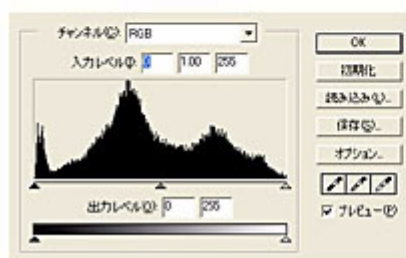 チャンネル(C): RGB
入力レベル(I): 0 1.00 255
出力レベル(O): 0 255
OK
初期化
読み込み(L)...
保存(S)...
オプション...
プレビュー(P)